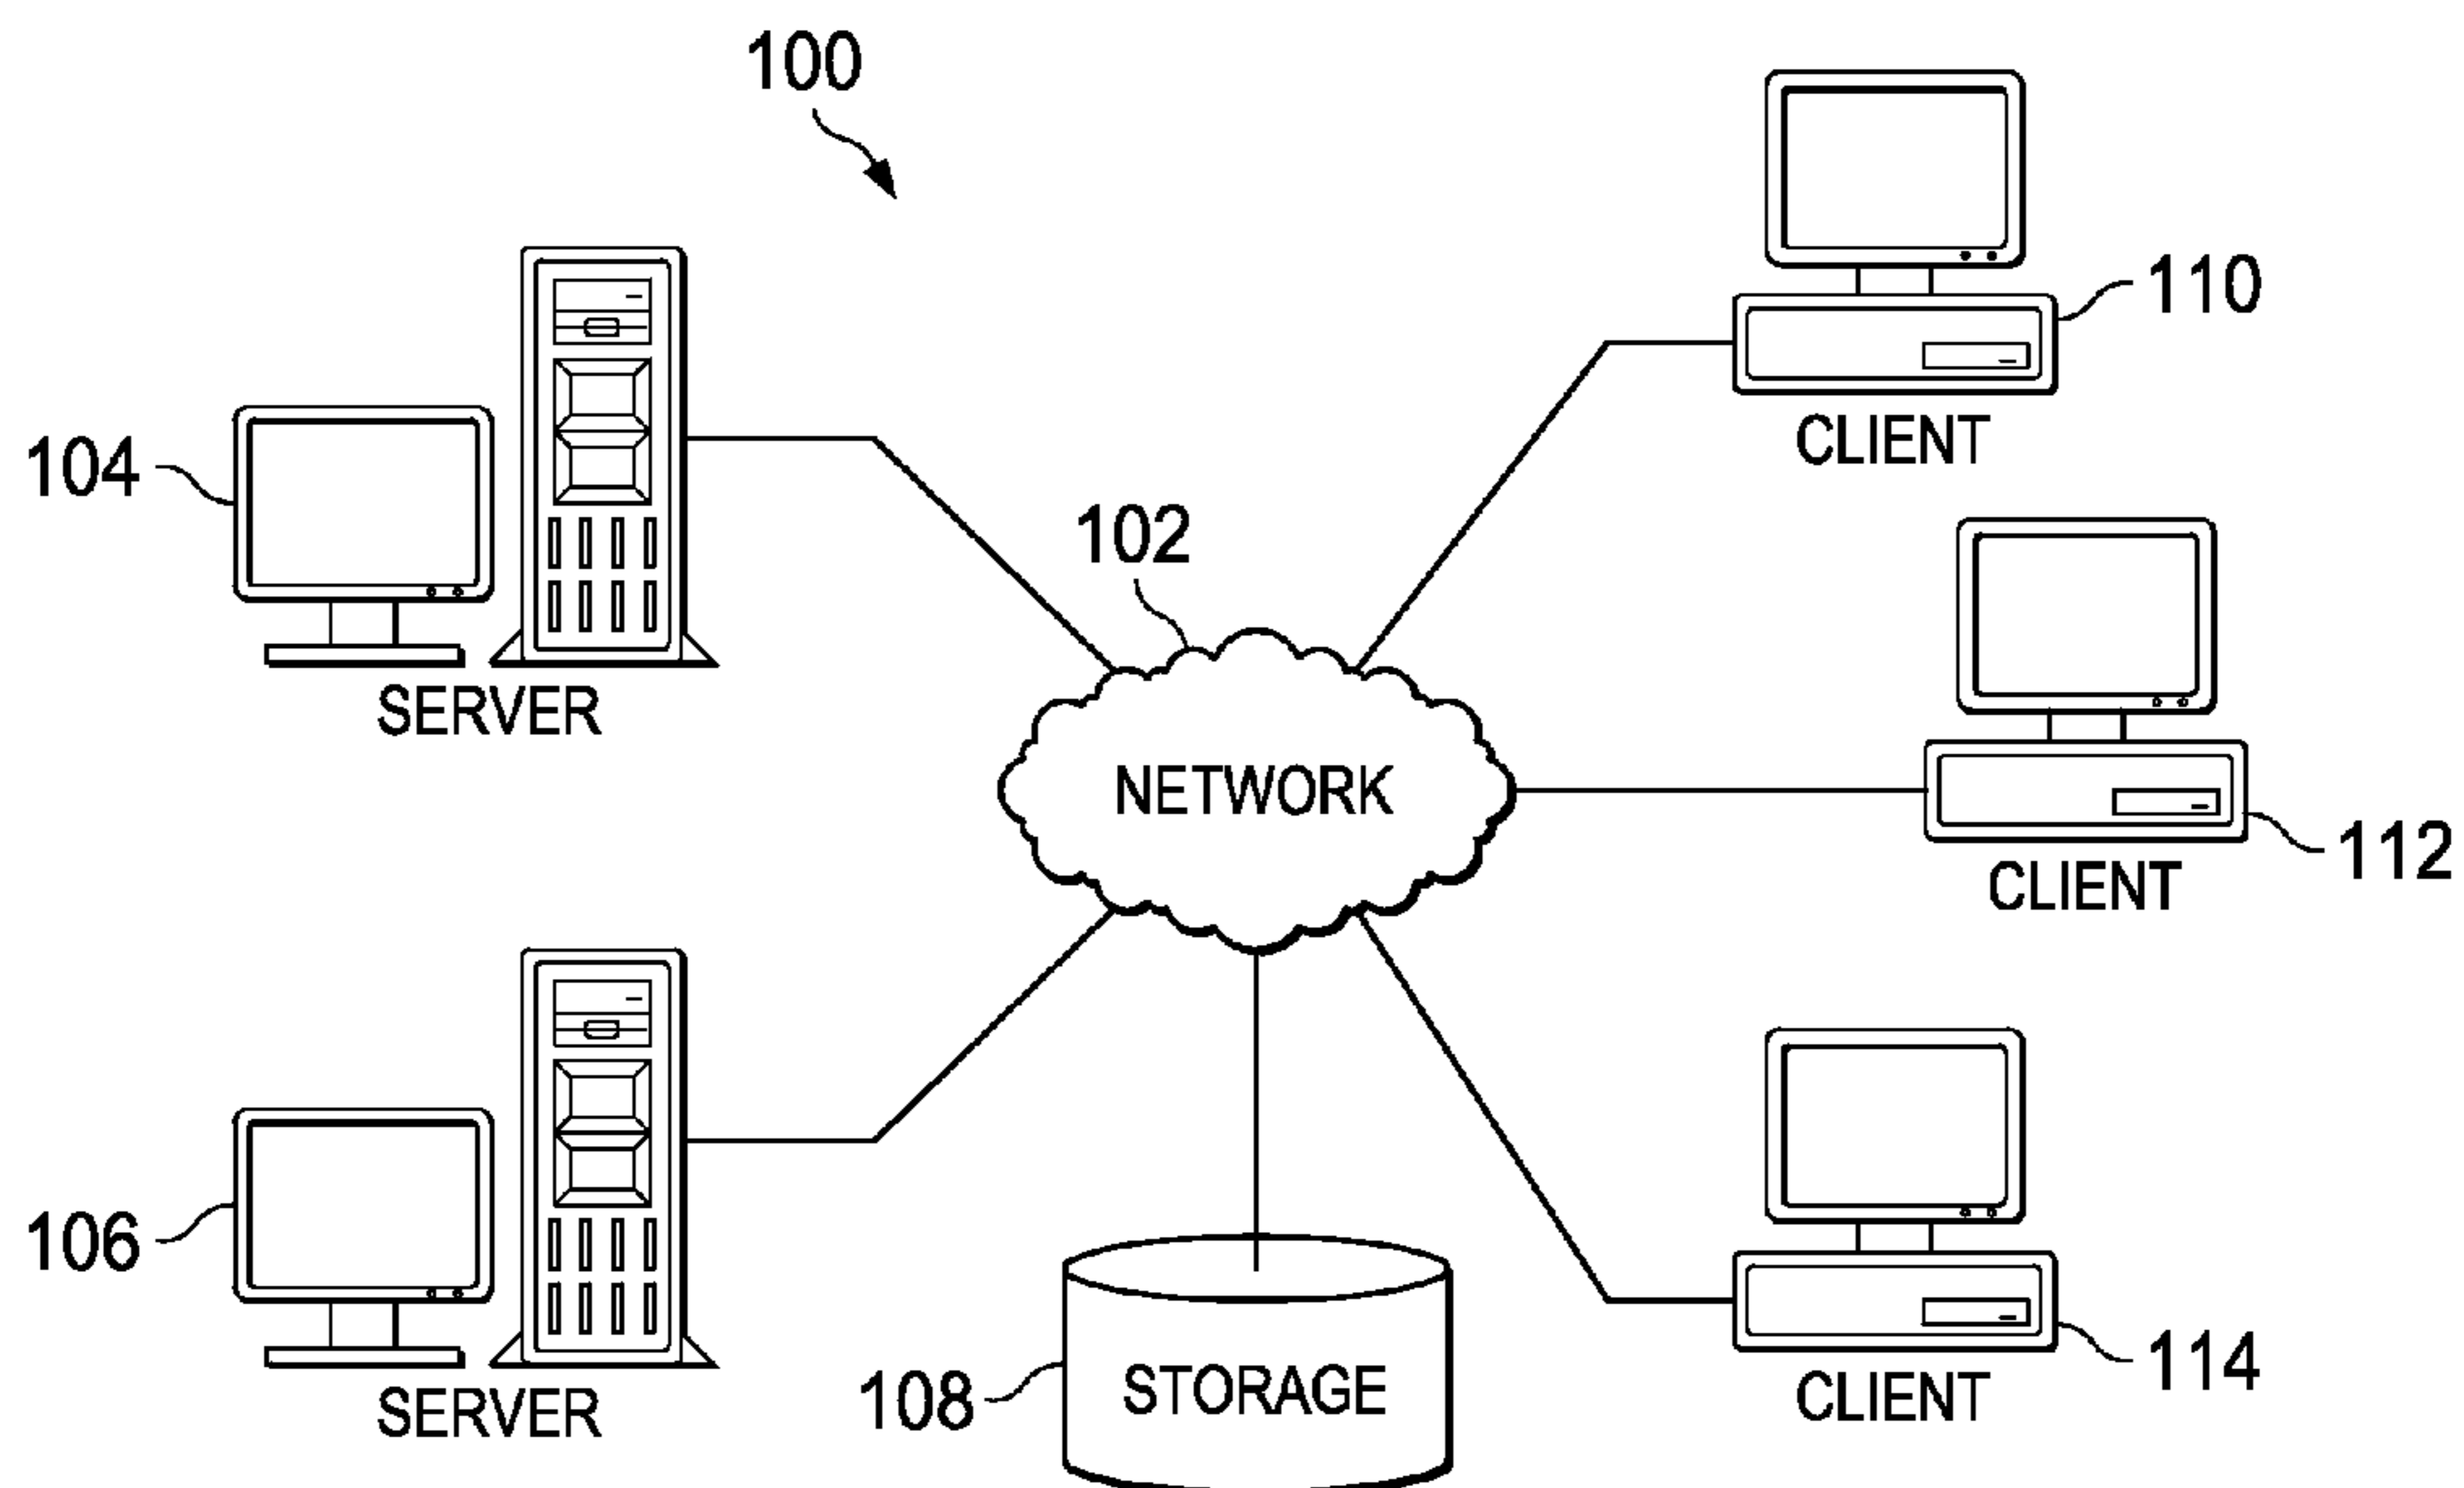 100
110
CLIENT
104
102
SERVER
NETWORK
112
CLIENT
106
SERVER
108
STORAGE
114
CLIENT